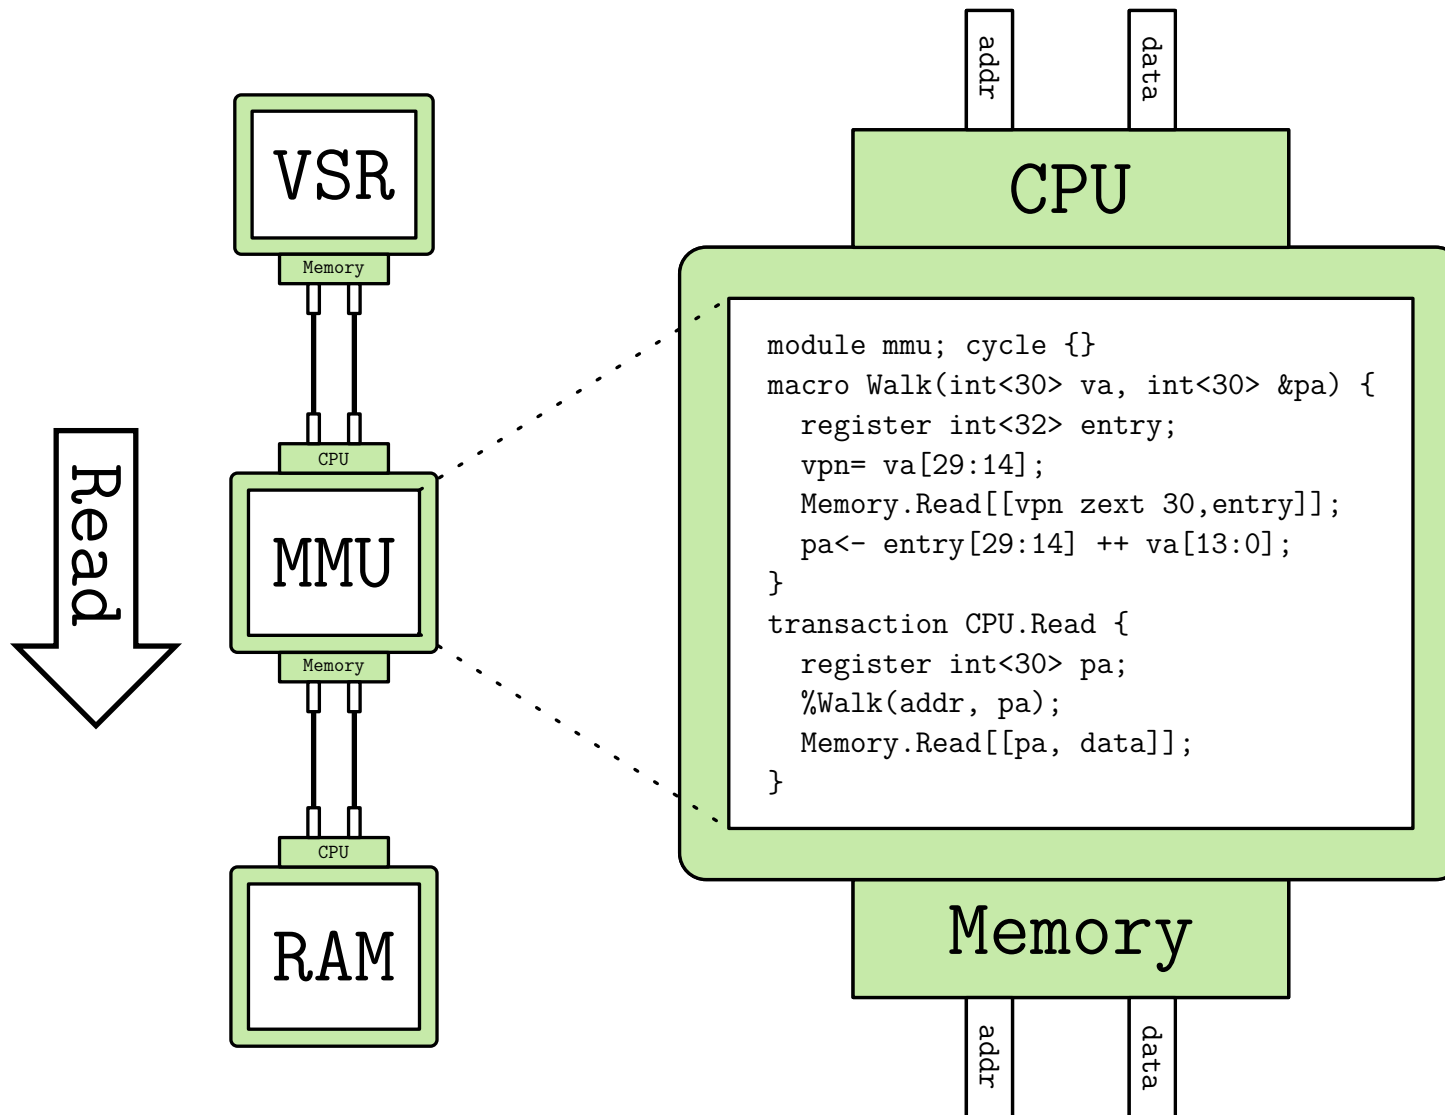 VSR
Memory
CPU
MMU
Memory
CPU
RAM
Read
addr
data
CPU
module mmu; cycle {}
macro Walk(int<30> va, int<30> &pa) {
  register int<32> entry;
  vpn= va[29:14];
  Memory.Read[[vpn zext 30,entry]];
  pa<- entry[29:14] ++ va[13:0];
}
transaction CPU.Read {
  register int<30> pa;
  %Walk(addr, pa);
  Memory.Read[[pa, data]];
}
Memory
addr
data